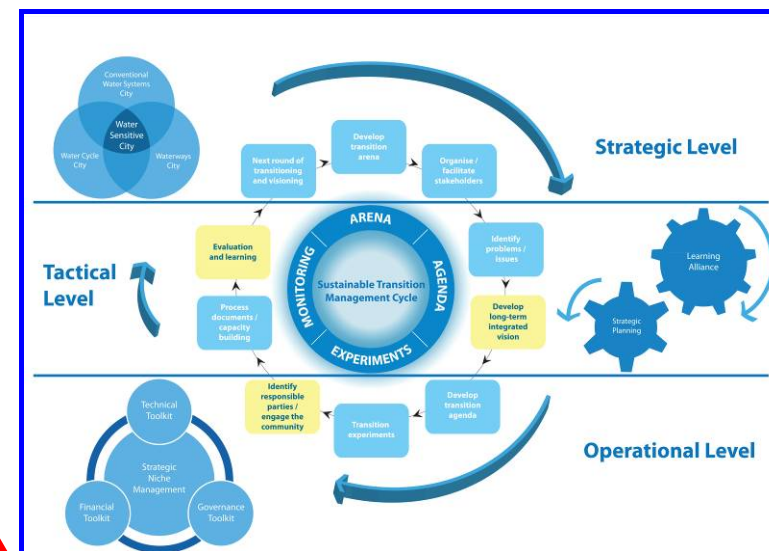 Conventional
Water Systems
City
Water
Sensitive
City
Water Cycle
City
Waterways
City
Develop
transition
arena
Next round of
transitioning
and visioning
Organise /
facilitate
stakeholders
Strategic Level
ARENA
Evaluation
and learning
Identify
problems /
issues
Learning
Alliance
Tactical
Level
MONITORING
Sustainable Transition
Management Cycle
AGENDA
Process
documents /
capacity
building
Develop
long-term
integrated
vision
Strategic
Planning
EXPERIMENTS
Identify
responsible
parties /
engage the
community
Transition
experiments
Develop
transition
agenda
Technical
Toolkit
Strategic
Niche
Management
Financial
Toolkit
Governance
Toolkit
Operational Level